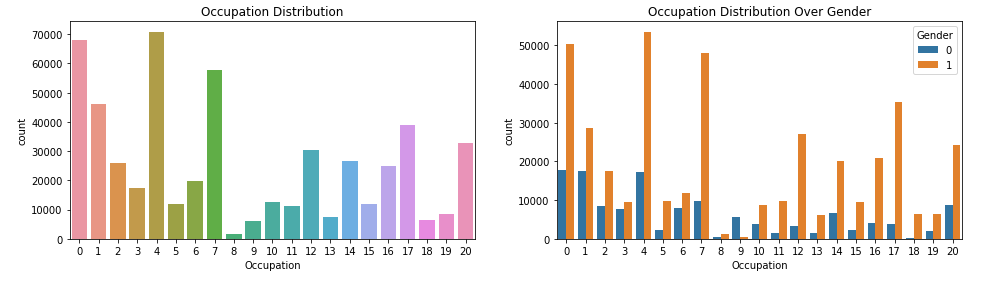 Occupation Distribution
count
70000
60000
50000
40000
30000
20000
10000
0
0 1 2 3 4 5 6 7 8 9 10 11 12 13 14 15 16 17 18 19 20
Occupation
Occupation Distribution Over Gender
Gender
0
1
count
50000
40000
30000
20000
10000
0
0 1 2 3 4 5 6 7 8 9 10 11 12 13 14 15 16 17 18 19 20
Occupation